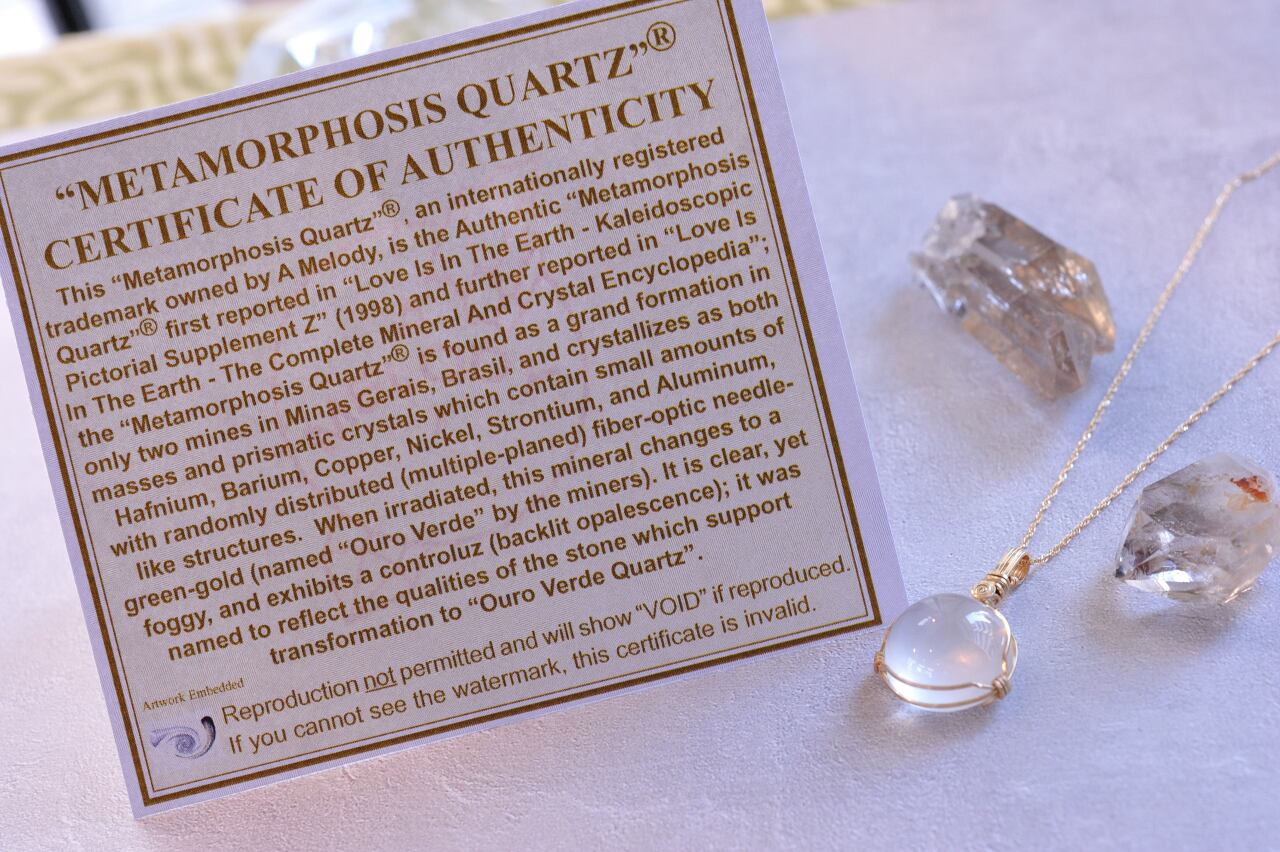 “METAMORPHOSIS QUARTZ”®
CERTIFICATE OF AUTHENTICITY
This “Metamorphosis Quartz”®, an internationally registered
trademark owned by A Melody, is the Authentic “Metamorphosis
Quartz”® first reported in “Love Is In The Earth - Kaleidoscopic
Pictorial Supplement Z” (1998) and further reported in “Love Is
In The Earth - The Complete Mineral And Crystal Encyclopedia”;
the “Metamorphosis Quartz”® is found as a grand formation in
only two mines in Minas Gerais, Brasil, and crystallizes as both
masses and prismatic crystals which contain small amounts of
Hafnium, Barium, Copper, Nickel, Strontium, and Aluminum,
with randomly distributed (multiple-planed) fiber-optic needle-
like structures. When irradiated, this mineral changes to a
green-gold (named “Ouro Verde” by the miners). It is clear, yet
foggy, and exhibits a controluz (backlit opalescence); it was
named to reflect the qualities of the stone which support
transformation to “Ouro Verde Quartz”.
Artwork Embedded
Reproduction not permitted and will show “VOID” if reproduced.
If you cannot see the watermark, this certificate is invalid.